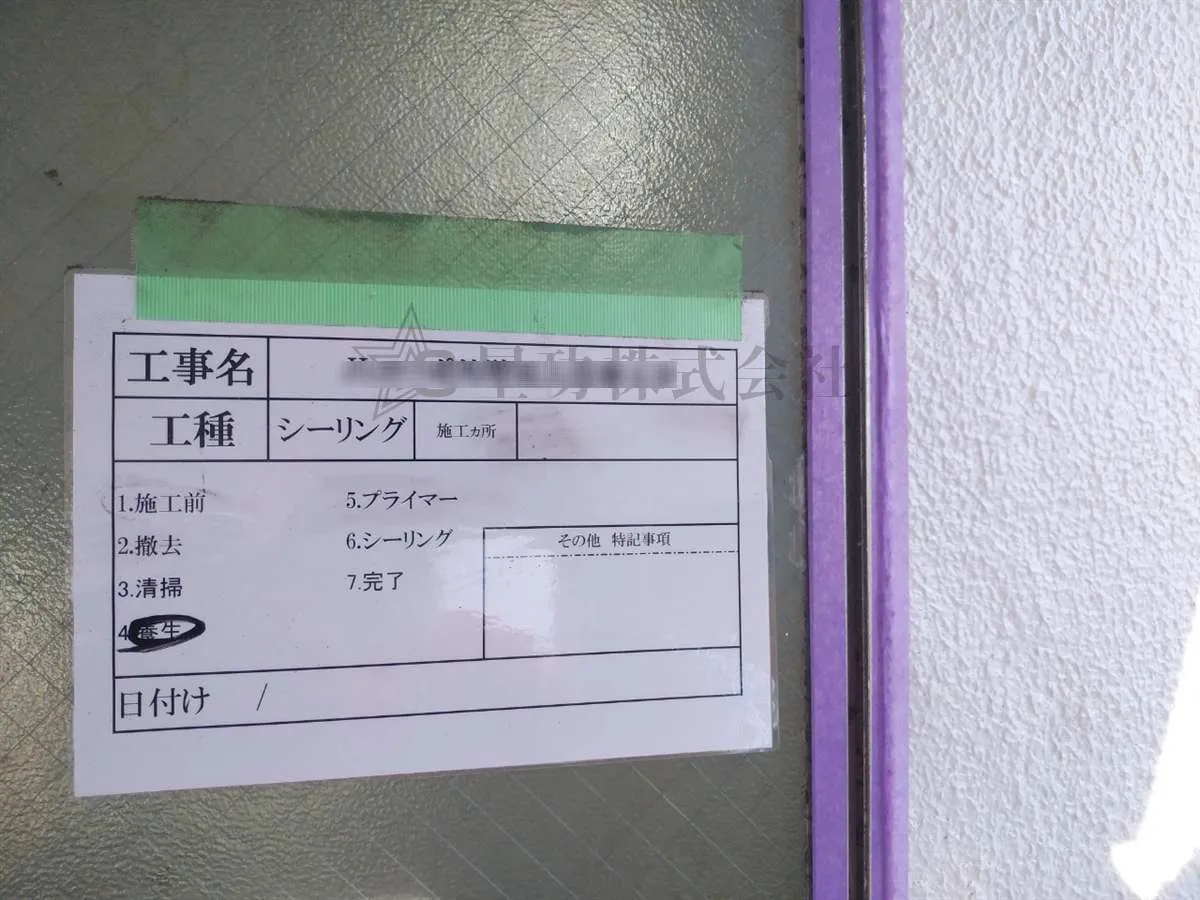 工事名
工種 シーリング 施工ヵ所
1.施工前 5.プライマー
2.撤去 6.シーリング その他 特記事項
3.清掃 7.完了
4.養生
日付け /
株式会社